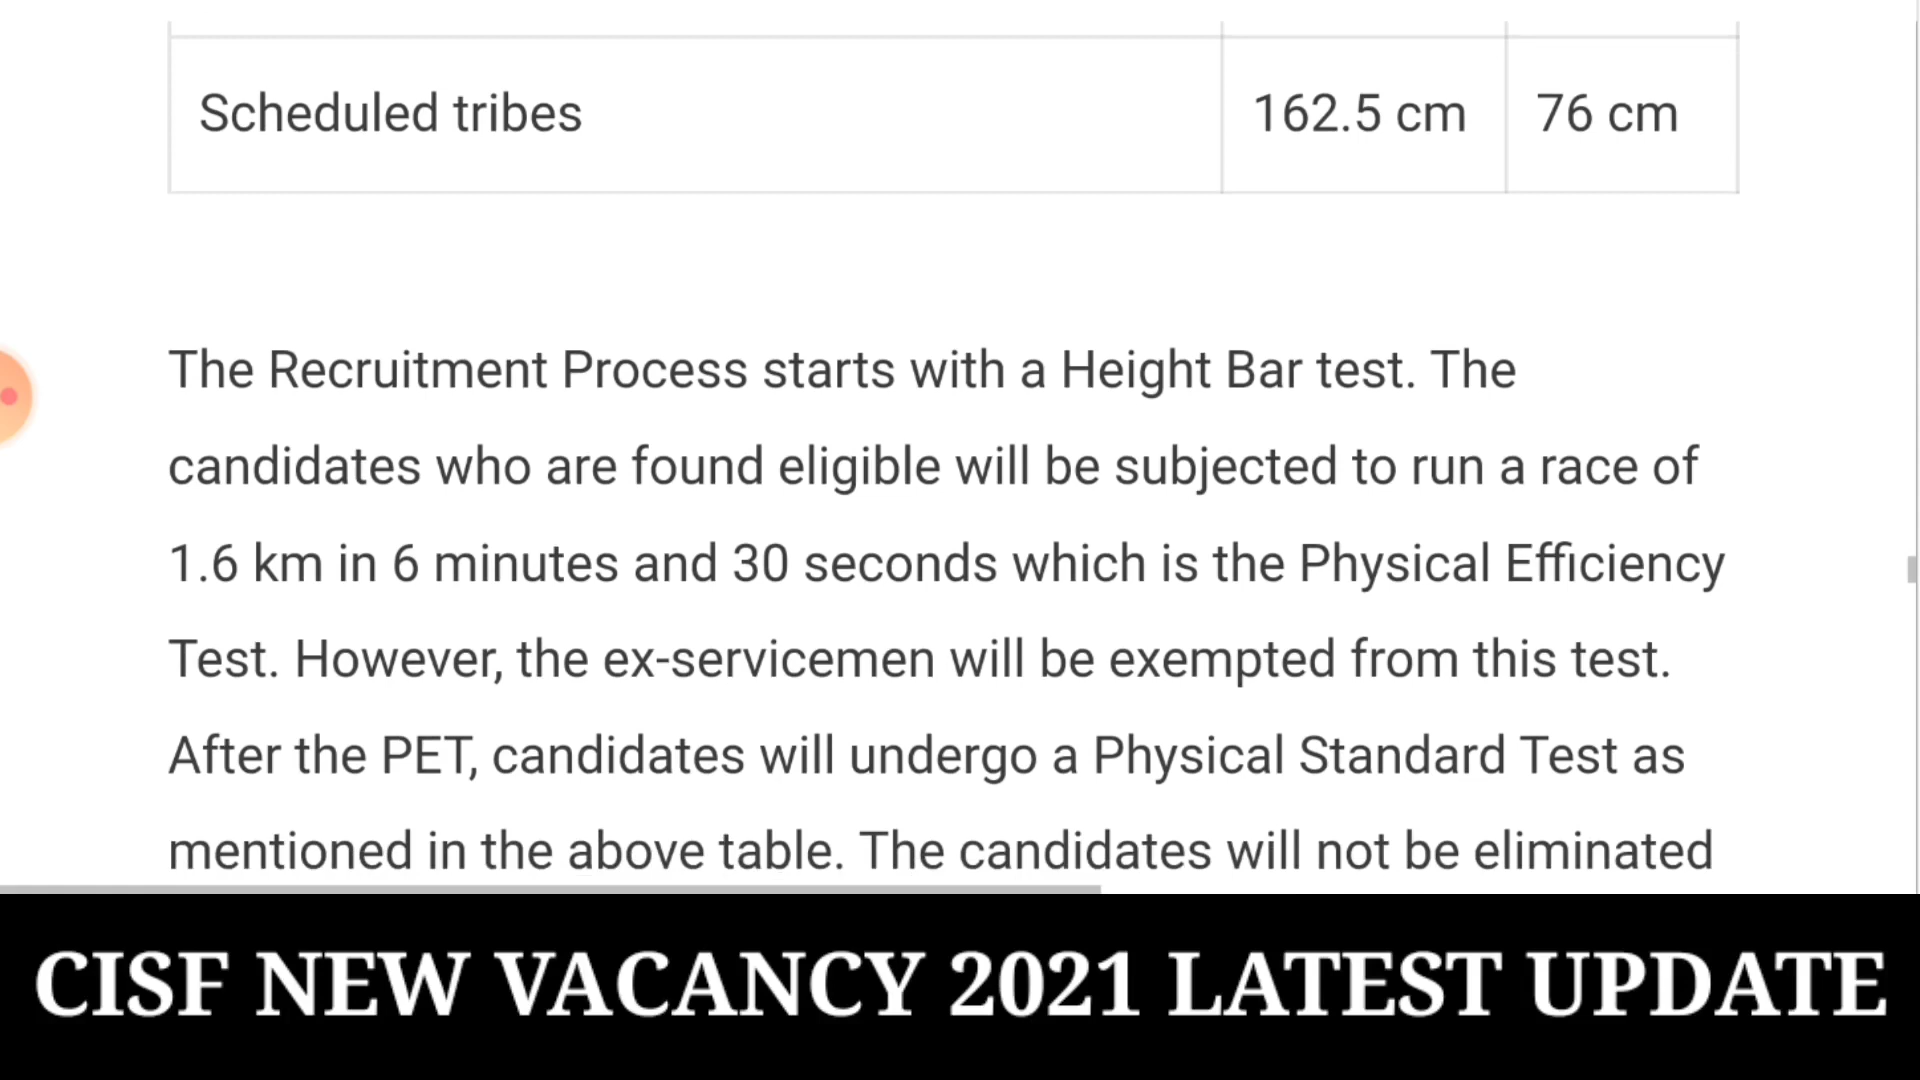 Scheduled tribes 162.5 cm 76 cm
The Recruitment Process starts with a Height Bar test. The
candidates who are found eligible will be subjected to run a race of
1.6 km in 6 minutes and 30 seconds which is the Physical Efficiency
Test. However, the ex-servicemen will be exempted from this test.
After the PET, candidates will undergo a Physical Standard Test as
mentioned in the above table. The candidates will not be eliminated
CISF NEW VACANCY 2021 LATEST UPDATE